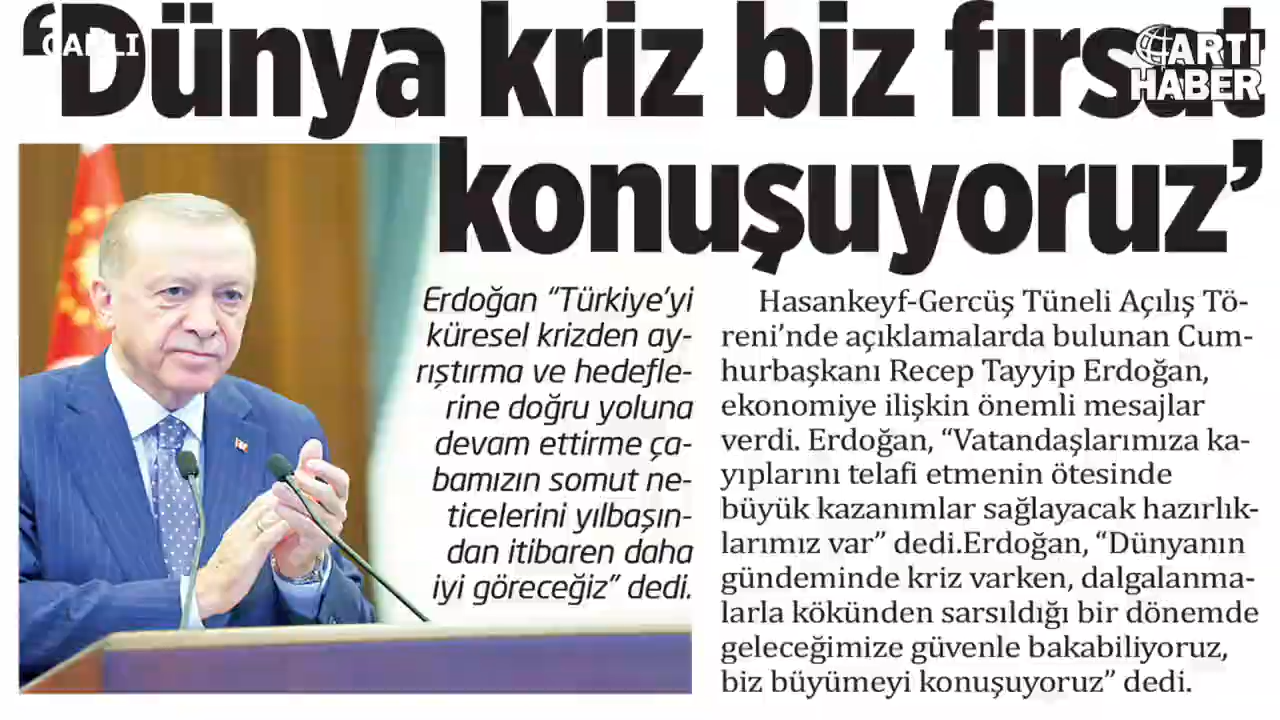 CANLI
ARTI
HABER
‘Dünya kriz biz fırsat
konuşuyoruz’
Erdoğan “Türkiye’yi
küresel krizden ay-
rıştırma ve hedefle-
rine doğru yoluna
devam ettirme ça-
bamızın somut ne-
ticelerini yılbaşın-
dan itibaren daha
iyi göreceğiz” dedi.
Hasankeyf-Gercüş Tüneli Açılış Tö-
reni’nde açıklamalarda bulunan Cum-
hurbaşkanı Recep Tayyip Erdoğan,
ekonomiye ilişkin önemli mesajlar
verdi. Erdoğan, “Vatandaşlarımıza ka-
yıplarını telafi etmenin ötesinde
büyük kazanımlar sağlayacak hazırlık-
larımız var” dedi.Erdoğan, “Dünyanın
gündeminde kriz varken, dalgalanma-
larla kökünden sarsıldığı bir dönemde
geleceğimize güvenle bakabiliyoruz,
biz büyümeyi konuşuyoruz” dedi.